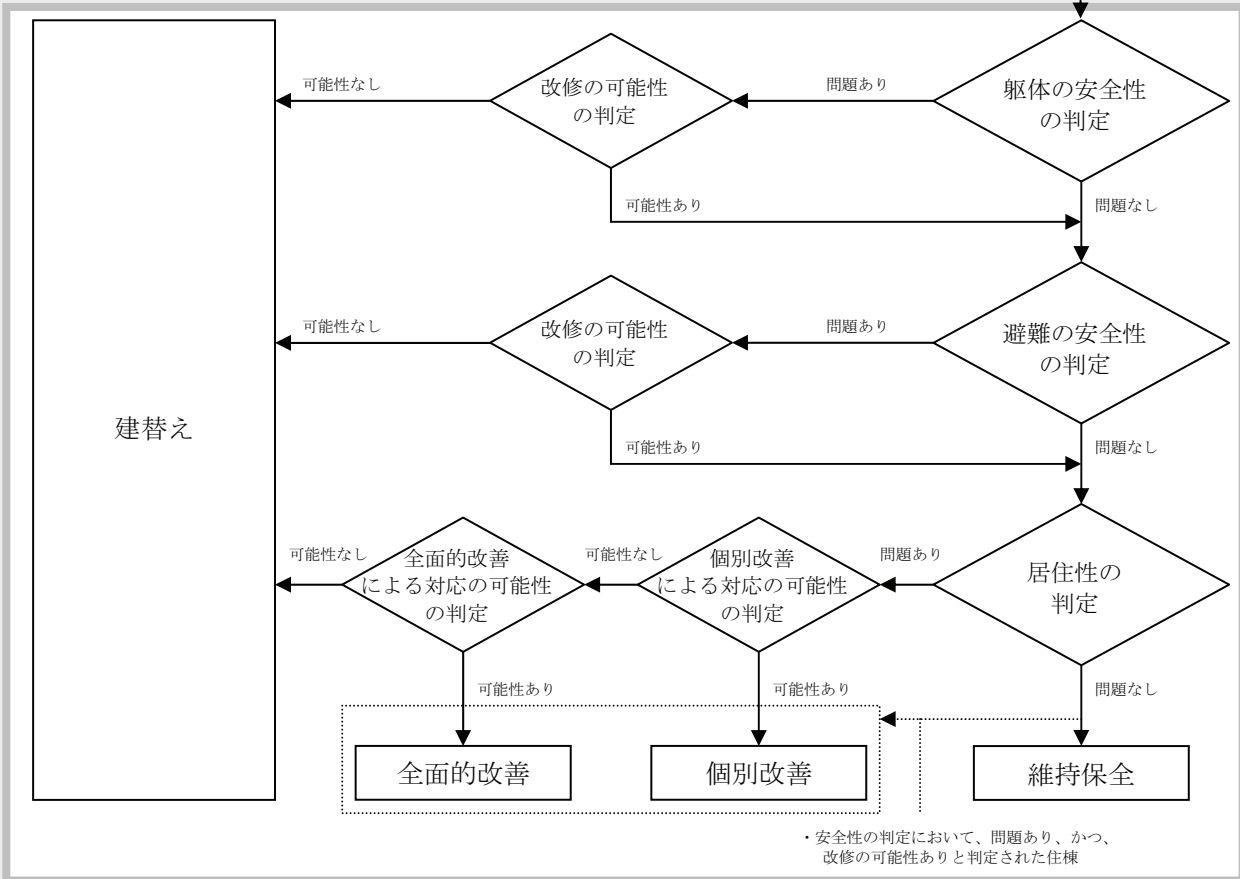 可能性なし
改修の可能性
の判定
問題あり
躯体の安全性
の判定
可能性あり
問題なし
可能性なし
改修の可能性
の判定
問題あり
避難の安全性
の判定
建替え
可能性あり
問題なし
可能性なし
全面的改善
による対応の可能性
の判定
可能性なし
個別改善
による対応の可能性
の判定
問題あり
居住性の
判定
可能性あり
可能性あり
問題なし
全面的改善
個別改善
維持保全
・安全性の判定において、問題あり、かつ、
改修の可能性ありと判定された住棟